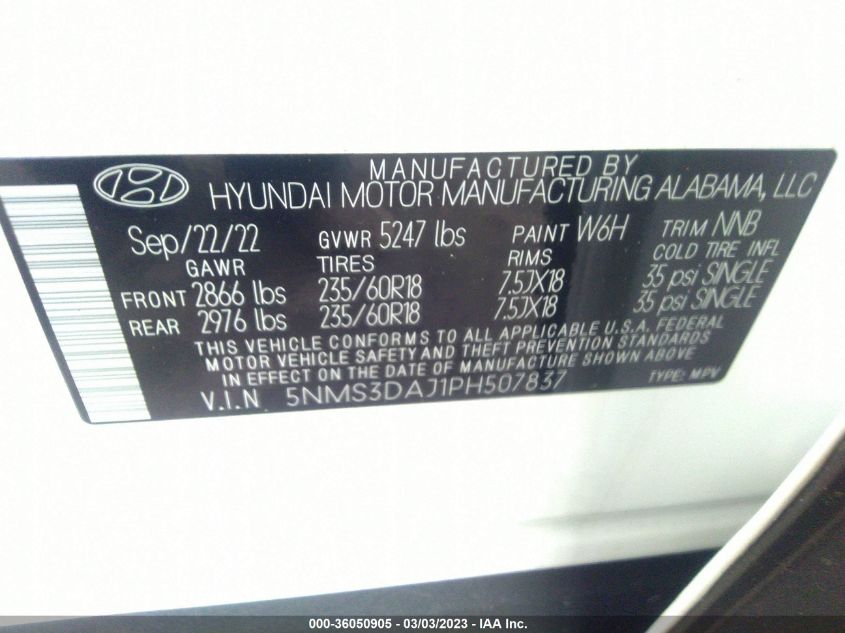 MANUFACTURED BY
HYUNDAI MOTOR MANUFACTURING ALABAMA, LLC
Sep/22/22 GVWR 5247 lbs PAINT W6H TRIM NNB
GAWR TIRES RIMS COLD TIRE INFL
FRONT 2866 lbs 235/60R18 7.5JX18 35 psi SINGLE
REAR 2976 lbs 235/60R18 7.5JX18 35 psi SINGLE
THIS VEHICLE CONFORMS TO ALL APPLICABLE U.S.A. FEDERAL
MOTOR VEHICLE SAFETY AND THEFT PREVENTION STANDARDS
IN EFFECT ON THE DATE OF MANUFACTURE SHOWN ABOVE
V.I.N 5NMS3DAJ1PH507837 TYPE: MPV
000-36050905 - 03/03/2023 - IAA Inc.